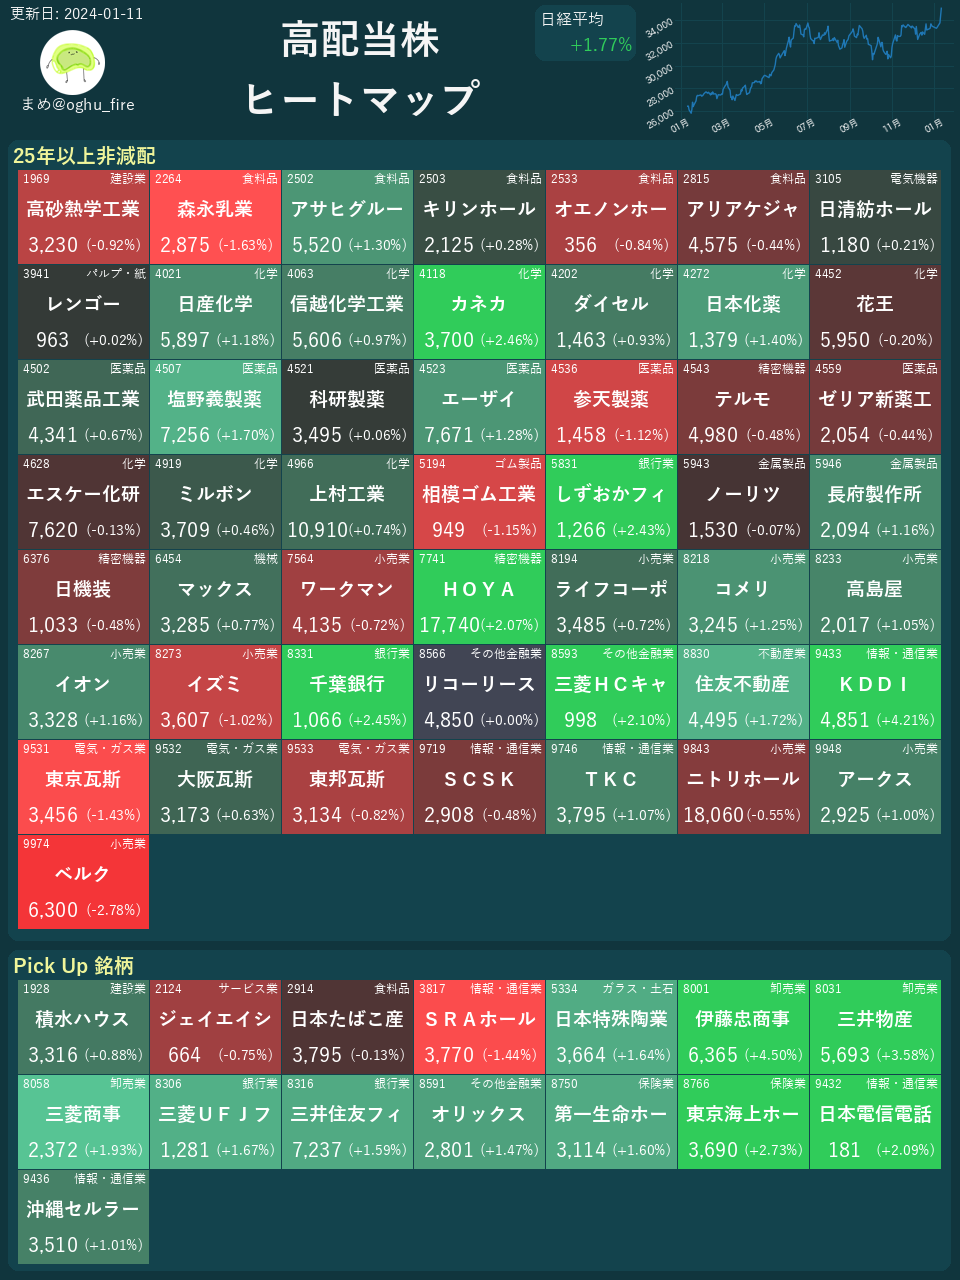 更新日: 2024-01-11
まめ@oghu_fire
高配当株
ヒートマップ
日経平均
+1.77%
34,000
32,000
30,000
28,000
26,000
01月 03月 05月 07月 09月 11月 01月
25年以上非減配
1969 建設業 2264 食料品 2502 食料品 2503 食料品 2533 食料品 2815 食料品 3105 電気機器
高砂熱学工業 森永乳業 アサヒグルー キリンホール オエノンホー アリアケジャ 日清紡ホール
3,230 (-0.92%) 2,875 (-1.63%) 5,520 (+1.30%) 2,125 (+0.28%) 356 (-0.84%) 4,575 (-0.44%) 1,180 (+0.21%)
3941 パルプ・紙 4021 化学 4063 化学 4118 化学 4202 化学 4272 化学 4452 化学
レンゴー 日産化学 信越化学工業 カネカ ダイセル 日本化薬 花王
963 (+0.02%) 5,897 (+1.18%) 5,606 (+0.97%) 3,700 (+2.46%) 1,463 (+0.93%) 1,379 (+1.40%) 5,950 (-0.20%)
4502 医薬品 4507 医薬品 4521 医薬品 4523 医薬品 4536 医薬品 4543 精密機器 4559 医薬品
武田薬品工業 塩野義製薬 科研製薬 エーザイ 参天製薬 テルモ ゼリア新薬工
4,341 (+0.67%) 7,256 (+1.70%) 3,495 (+0.06%) 7,671 (+1.28%) 1,458 (-1.12%) 4,980 (-0.48%) 2,054 (-0.44%)
4628 化学 4919 化学 4966 化学 5194 ゴム製品 5831 銀行業 5943 金属製品 5946 金属製品
エスケー化研 ミルボン 上村工業 相模ゴム工業 しずおかフィ ノーリツ 長府製作所
7,620 (-0.13%) 3,709 (+0.46%) 10,910(+0.74%) 949 (-1.15%) 1,266 (+2.43%) 1,530 (-0.07%) 2,094 (+1.16%)
6376 精密機器 6454 機械 7564 小売業 7741 精密機器 8194 小売業 8218 小売業 8233 小売業
日機装 マックス ワークマン ＨＯＹＡ ライフコーポ コメリ 高島屋
1,033 (-0.48%) 3,285 (+0.77%) 4,135 (-0.72%) 17,740(+2.07%) 3,485 (+0.72%) 3,245 (+1.25%) 2,017 (+1.05%)
8267 小売業 8273 小売業 8331 銀行業 8566 その他金融業 8593 その他金融業 8830 不動産業 9433 情報・通信業
イオン イズミ 千葉銀行 リコーリース 三菱ＨＣキャ 住友不動産 ＫＤＤＩ
3,328 (+1.16%) 3,607 (-1.02%) 1,066 (+2.45%) 4,850 (+0.00%) 998 (+2.10%) 4,495 (+1.72%) 4,851 (+4.21%)
9531 電気・ガス業 9532 電気・ガス業 9533 電気・ガス業 9719 情報・通信業 9746 情報・通信業 9843 小売業 9948 小売業
東京瓦斯 大阪瓦斯 東邦瓦斯 ＳＣＳＫ ＴＫＣ ニトリホール アークス
3,456 (-1.43%) 3,173 (+0.63%) 3,134 (-0.82%) 2,908 (-0.48%) 3,795 (+1.07%) 18,060(-0.55%) 2,925 (+1.00%)
9974 小売業
ベルク
6,300 (-2.78%)
Pick Up 銘柄
1928 建設業 2124 サービス業 2914 食料品 3817 情報・通信業 5334 ガラス・土石 8001 卸売業 8031 卸売業
積水ハウス ジェイエイシ 日本たばこ産 ＳＲＡホール 日本特殊陶業 伊藤忠商事 三井物産
3,316 (+0.88%) 664 (-0.75%) 3,795 (-0.13%) 3,770 (-1.44%) 3,664 (+1.64%) 6,365 (+4.50%) 5,693 (+3.58%)
8058 卸売業 8306 銀行業 8316 銀行業 8591 その他金融業 8750 保険業 8766 保険業 9432 情報・通信業
三菱商事 三菱ＵＦＪフ 三井住友フィ オリックス 第一生命ホー 東京海上ホー 日本電信電話
2,372 (+1.93%) 1,281 (+1.67%) 7,237 (+1.59%) 2,801 (+1.47%) 3,114 (+1.60%) 3,690 (+2.73%) 181 (+2.09%)
9436 情報・通信業
沖縄セルラー
3,510 (+1.01%)